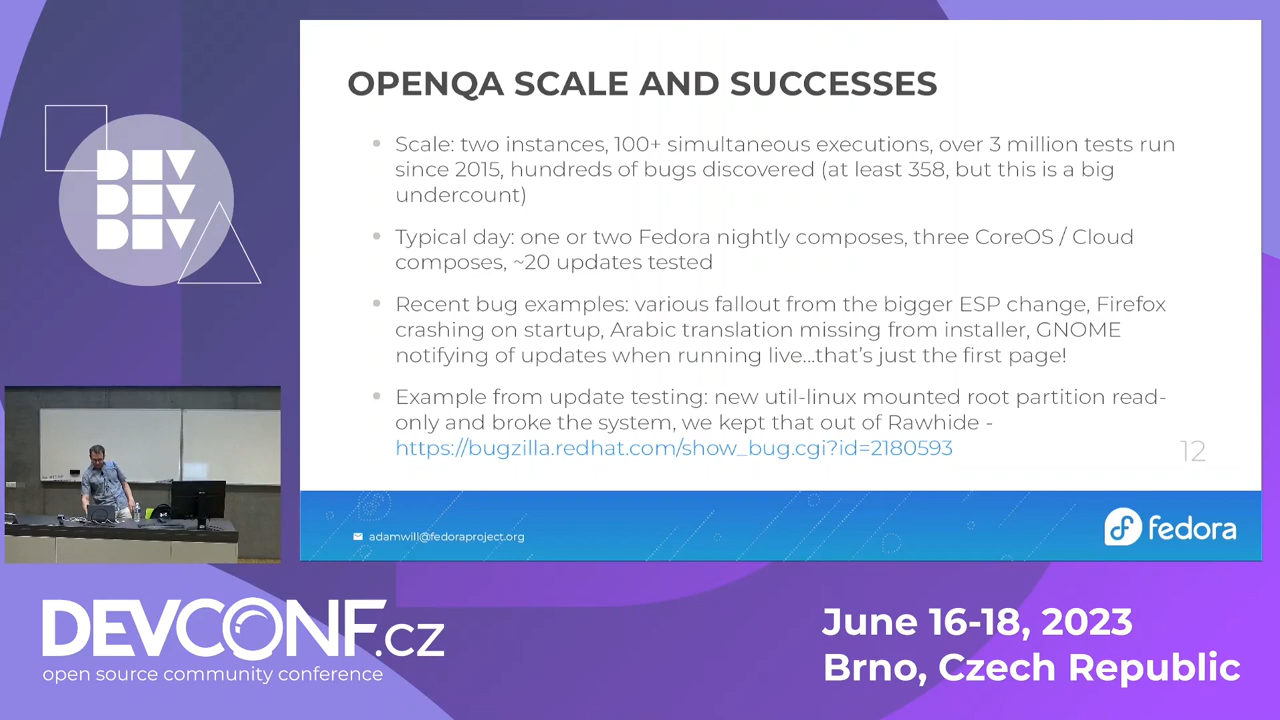 OPENQA SCALE AND SUCCESSES
Scale: two instances, 100+ simultaneous executions, over 3 million tests run
since 2015, hundreds of bugs discovered (at least 358, but this is a big
undercount)
Typical day: one or two Fedora nightly composes, three CoreOS / Cloud
composes, ~20 updates tested
Recent bug examples: various fallout from the bigger ESP change, Firefox
crashing on startup, Arabic translation missing from installer, GNOME
notifying of updates when running live...that's just the first page!
Example from update testing: new util-linux mounted root partition read-
only and broke the system, we kept that out of Rawhide -
https://bugzilla.redhat.com/show_bug.cgi?id=2180593
12
adamwill@fedoraproject.org
fedora
DEV
DEV
DEV
DEVCONF.cz
open source community conference
June 16-18, 2023
Brno, Czech Republic